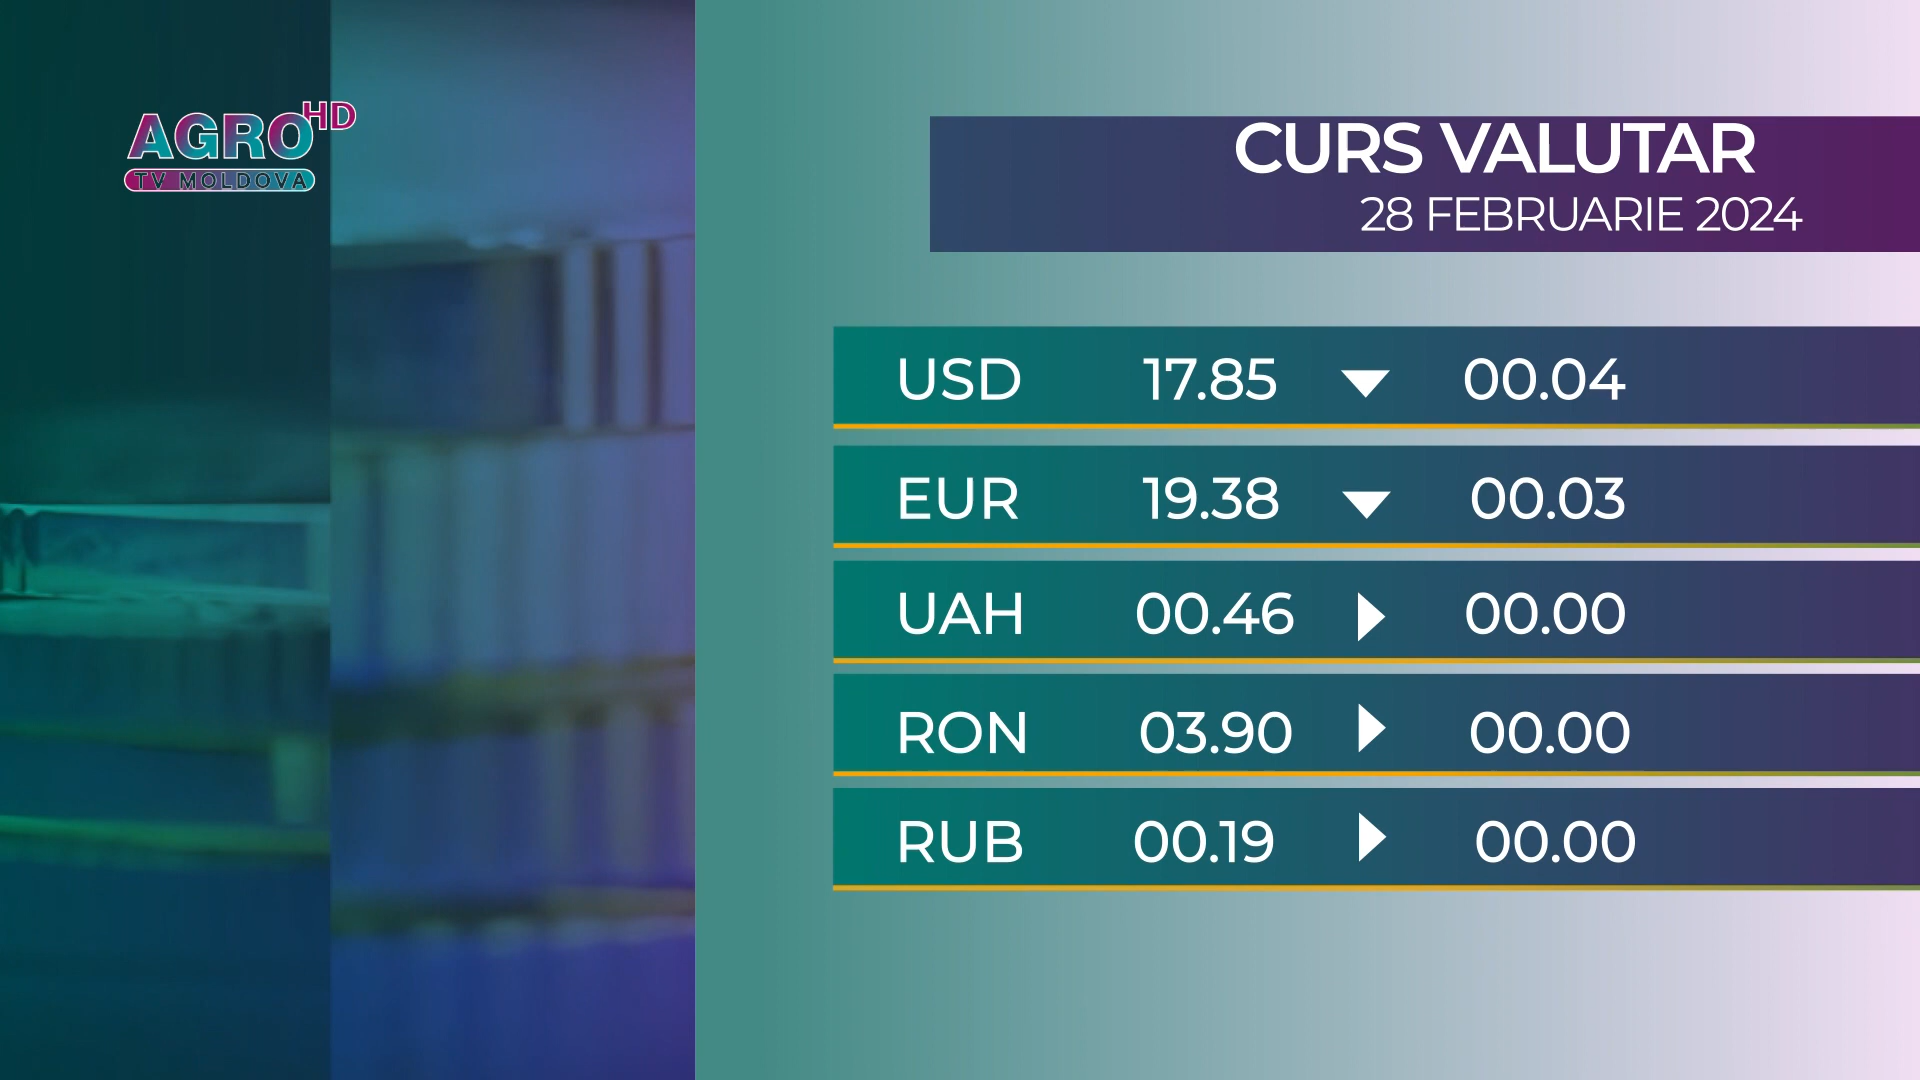 AGRO HD
TV MOLDOVA
CURS VALUTAR
28 FEBRUARIE 2024
USD 17.85 00.04
EUR 19.38 00.03
UAH 00.46 00.00
RON 03.90 00.00
RUB 00.19 00.00